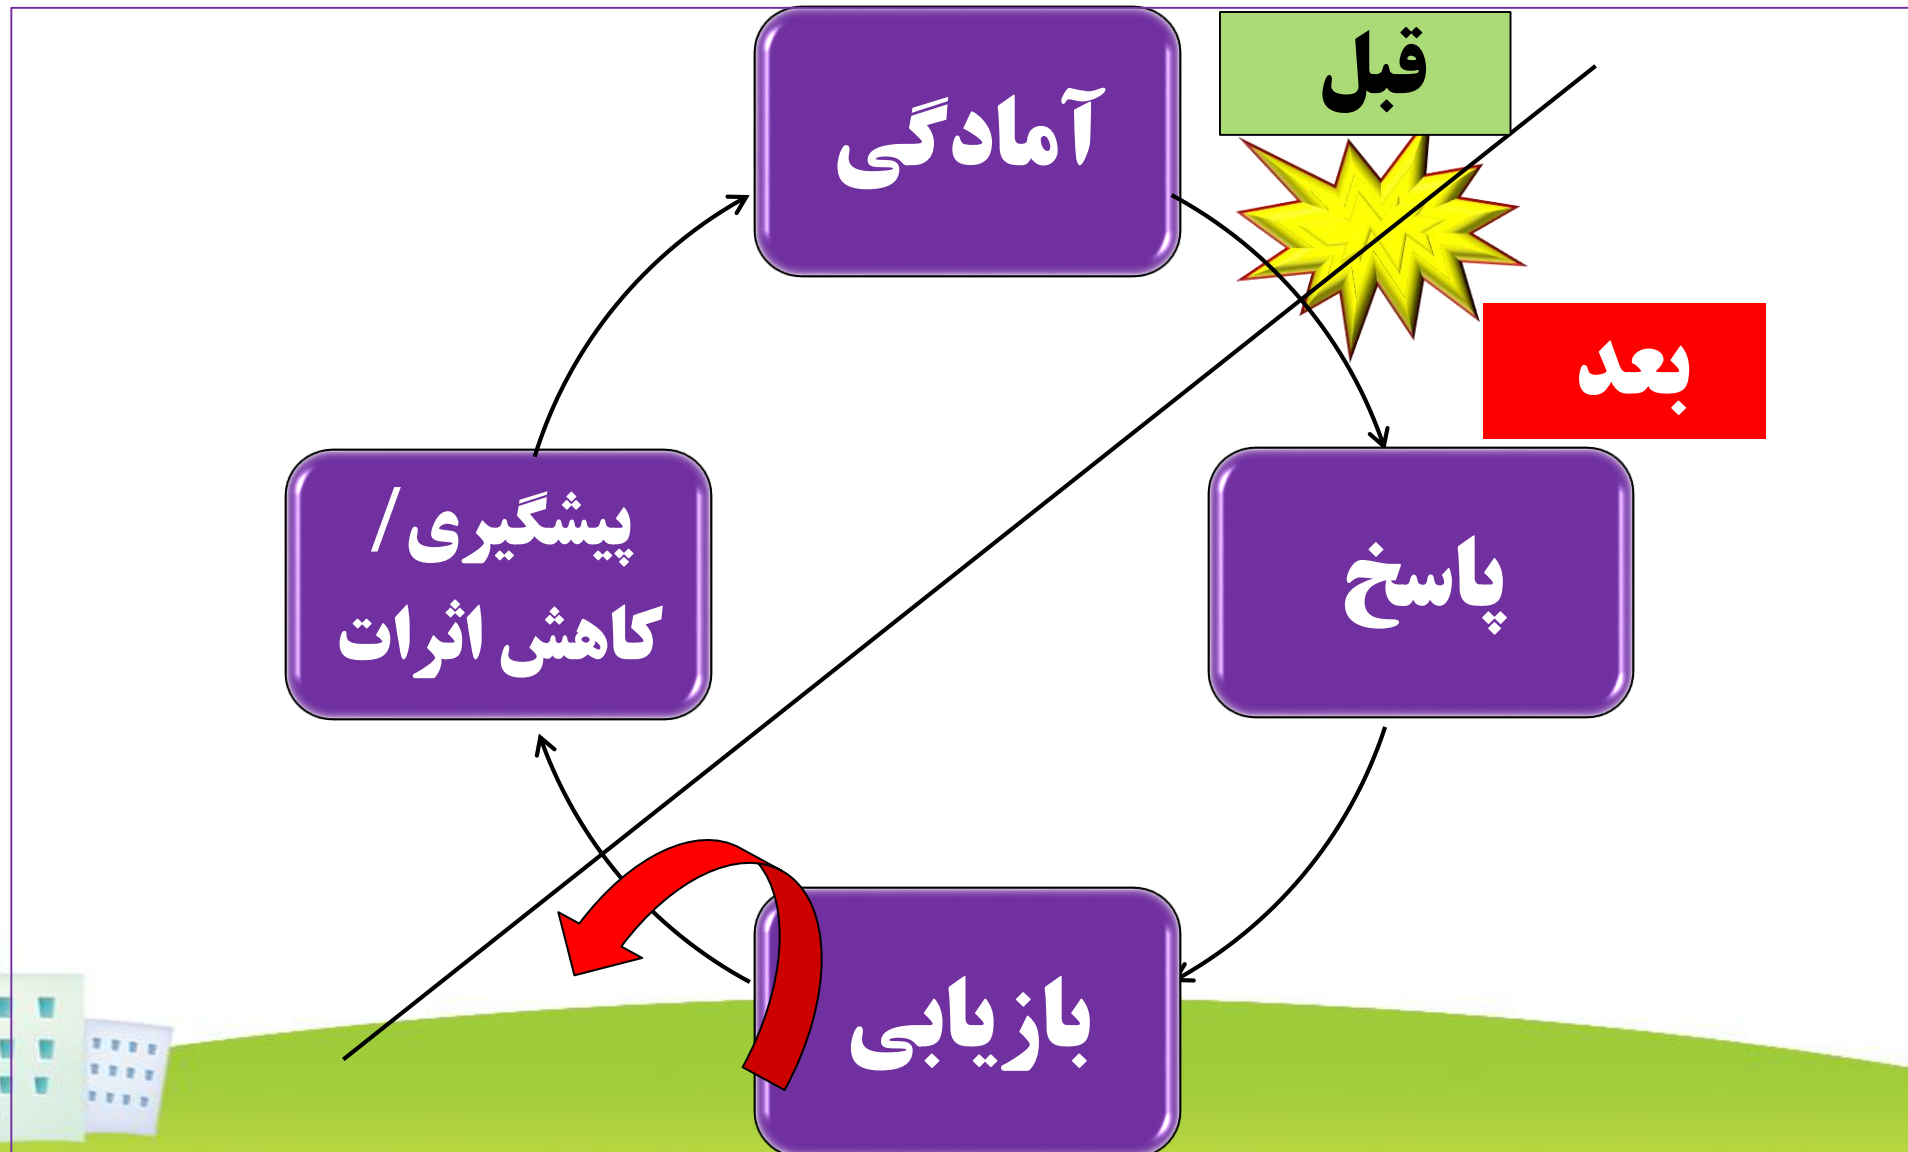 قبل
آمادگی
بعد
پیشگیری /
کاهش اثرات
پاسخ
بازیابی